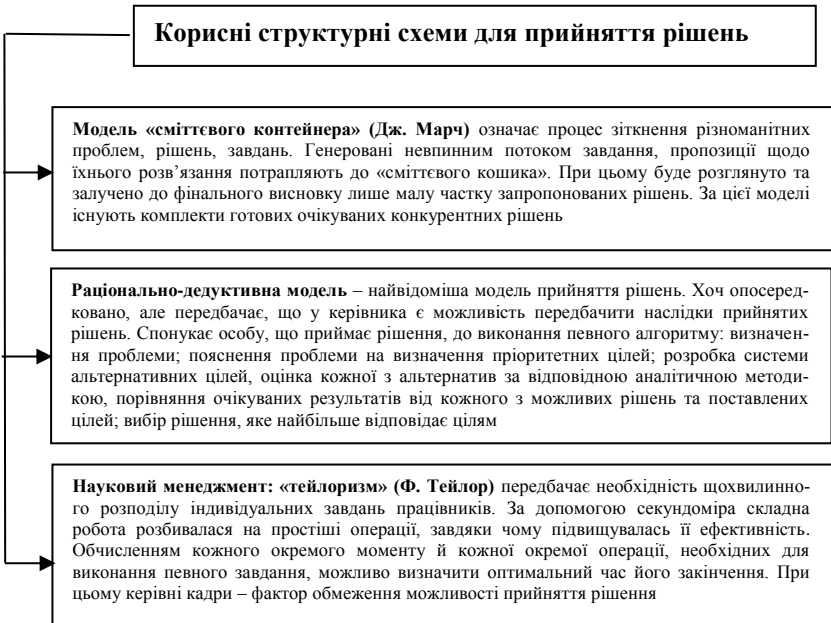 Корисні структурні схеми для прийняття рішень
Модель «сміттєвого контейнера» (Дж. Марч) означає процес зіткнення різноманітних
проблем, рішень, завдань. Генеровані невпинним потоком завдання, пропозиції щодо
їхнього розв’язання потрапляють до «сміттєвого кошика». При цьому буде розглянуто та
залучено до фінального висновку лише малу частку запропонованих рішень. За цієї моделі
існують комплекти готових очікуваних конкурентних рішень
Раціонально-дедуктивна модель – найвідоміша модель прийняття рішень. Хоч опосеред-
ковано, але передбачає, що у керівника є можливість передбачити наслідки прийнятих
рішень. Спонукає особу, що приймає рішення, до виконання певного алгоритму: визначен-
ня проблеми; пояснення проблеми на визначення пріоритетних цілей; розробка системи
альтернативних цілей, оцінка кожної з альтернатив за відповідною аналітичною методи-
кою, порівняння очікуваних результатів від кожного з можливих рішень та поставлених
цілей; вибір рішення, яке найбільше відповідає цілям
Науковий менеджмент: «тейлоризм» (Ф. Тейлор) передбачає необхідність щохвилинно-
го розподілу індивідуальних завдань працівників. За допомогою секундоміра складна
робота розбивалася на простіші операції, завдяки чому підвищувалась її ефективність.
Обчисленням кожного окремого моменту й кожної окремої операції, необхідних для
виконання певного завдання, можливо визначити оптимальний час його закінчення. При
цьому керівні кадри – фактор обмеження можливості прийняття рішення